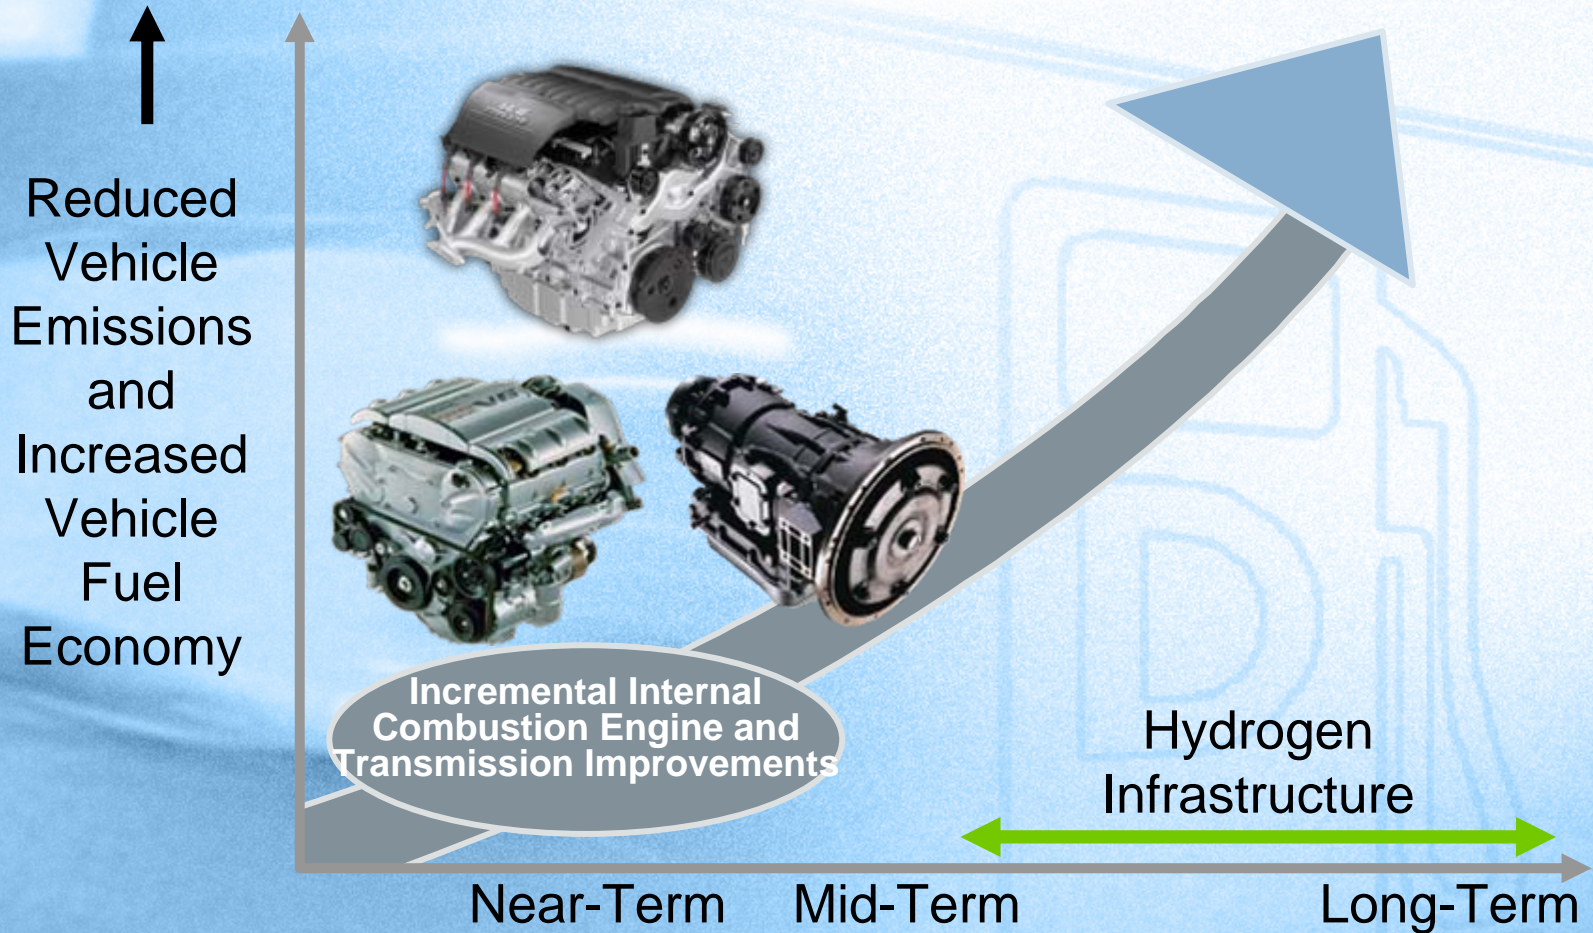 Reduced
Vehicle
Emissions
and
Increased
Vehicle
Fuel
Economy
V6
Incremental Internal
Combustion Engine and
Transmission Improvements
Hydrogen
Infrastructure
Near-Term Mid-Term Long-Term